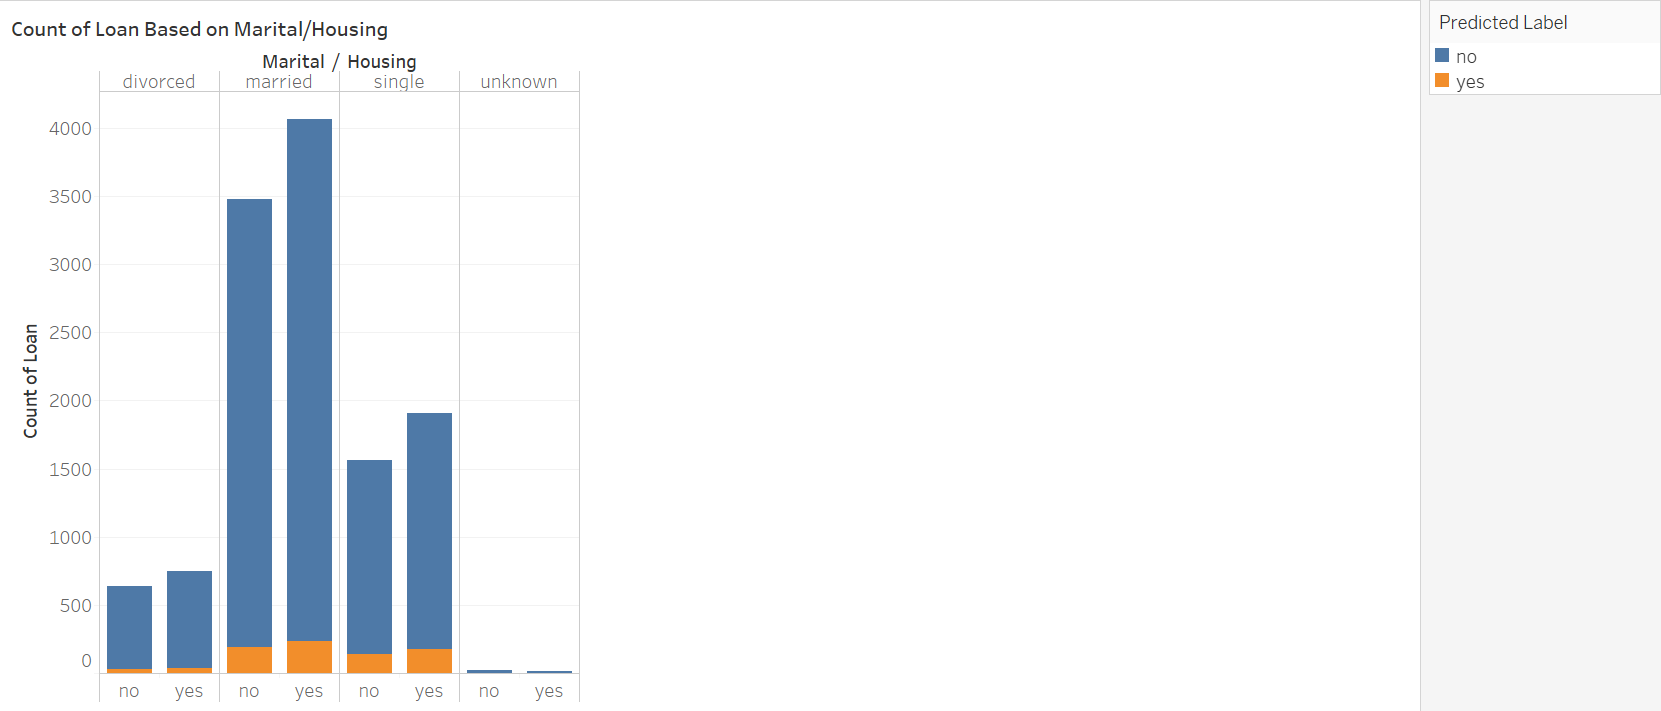 Count of Loan Based on Marital/Housing
Marital / Housing
divorced married single unknown
Count of Loan
4000
3500
3000
2500
2000
1500
1000
500
0
no yes no yes no yes no yes
Predicted Label
no
yes